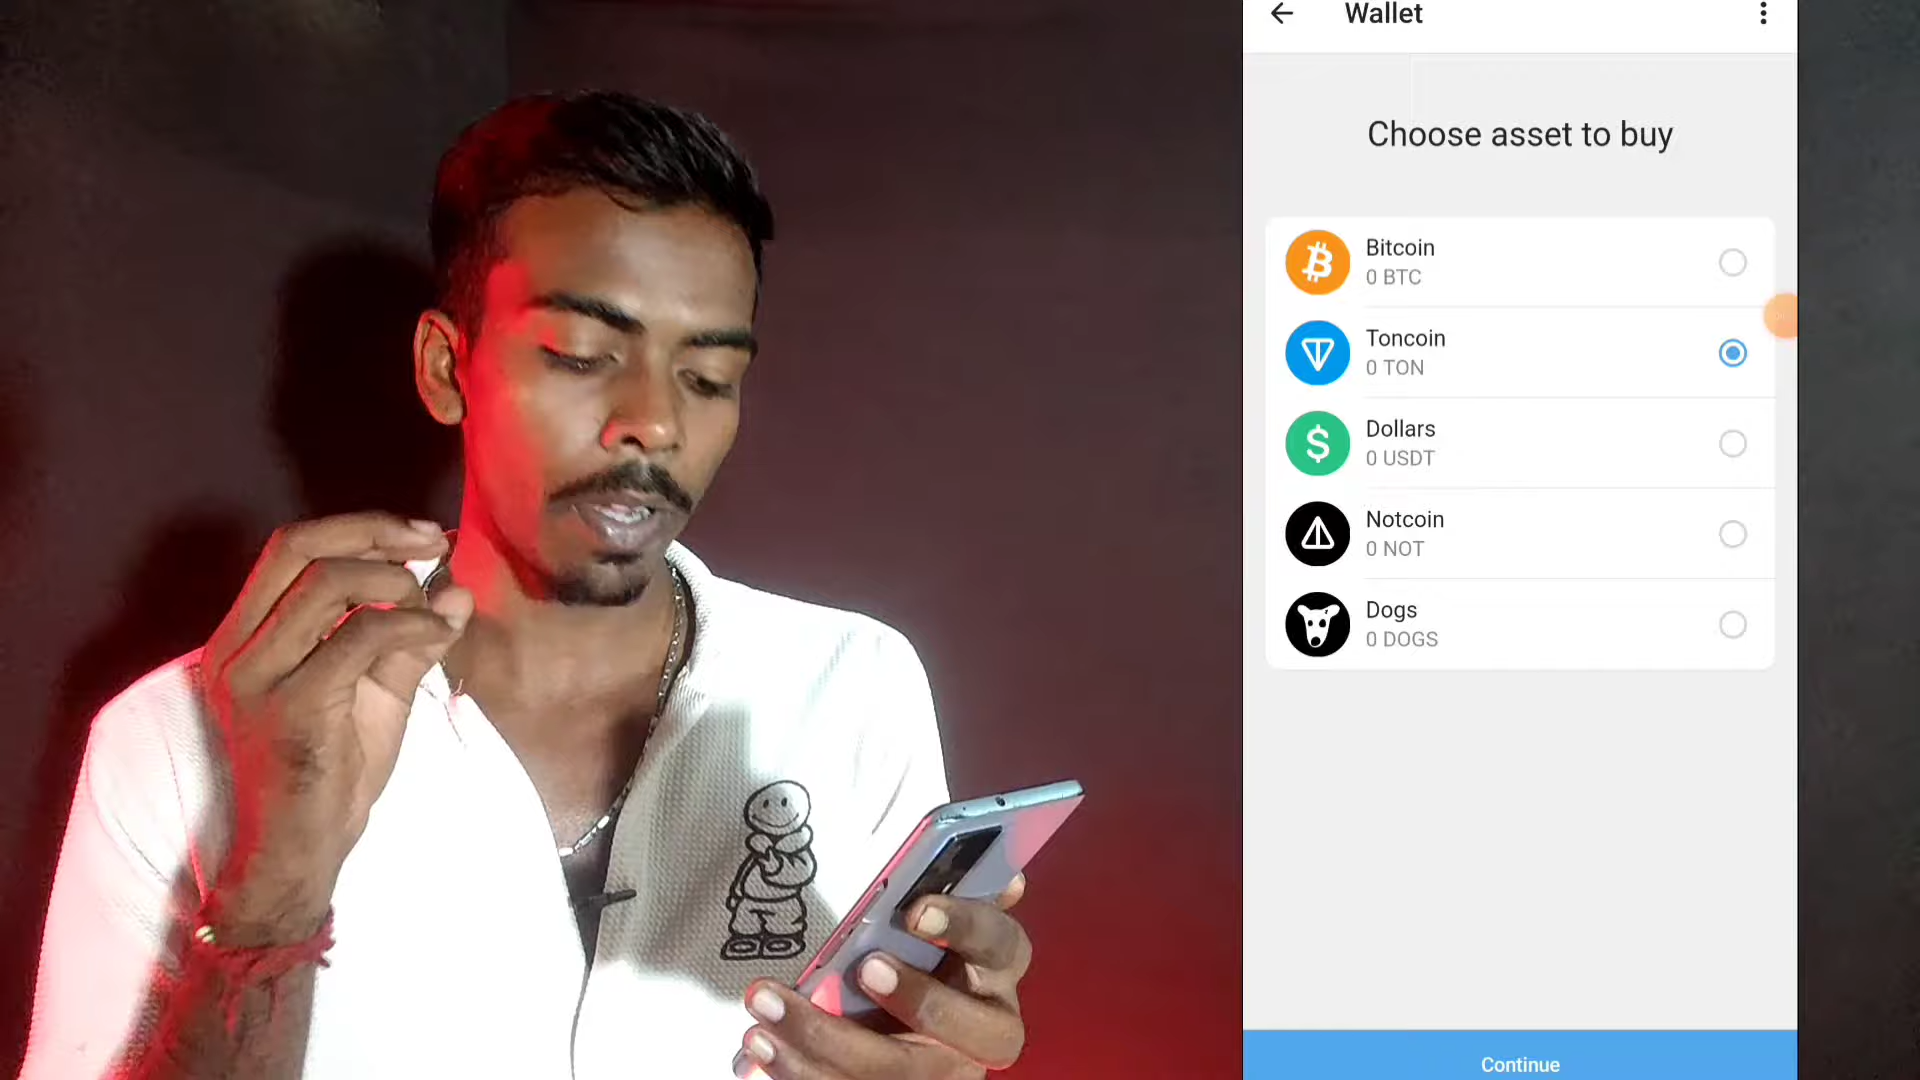 Wallet
Choose asset to buy
Bitcoin
0 BTC
Toncoin
0 TON
Dollars
0 USDT
Notcoin
0 NOT
Dogs
0 DOGS
Continue